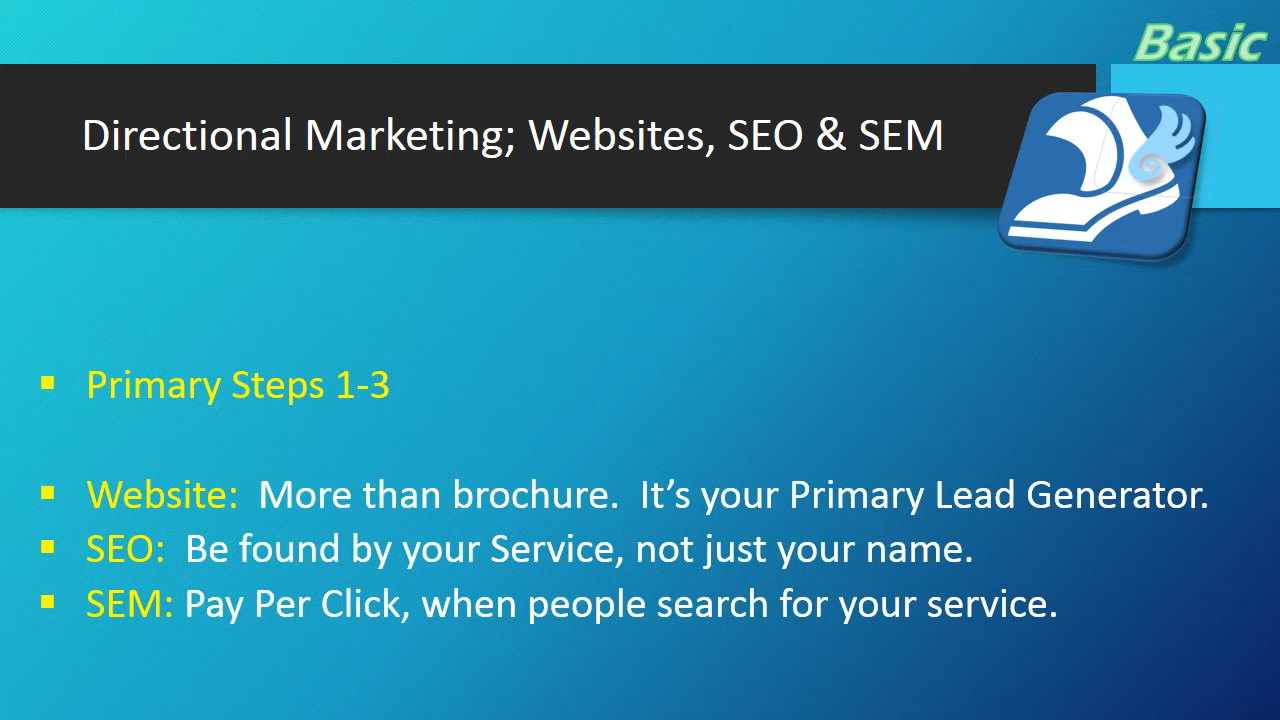 Basic
Directional Marketing; Websites, SEO & SEM
▪ Primary Steps 1-3
▪ Website:  More than brochure.  It’s your Primary Lead Generator.
▪ SEO:  Be found by your Service, not just your name.
▪ SEM: Pay Per Click, when people search for your service.